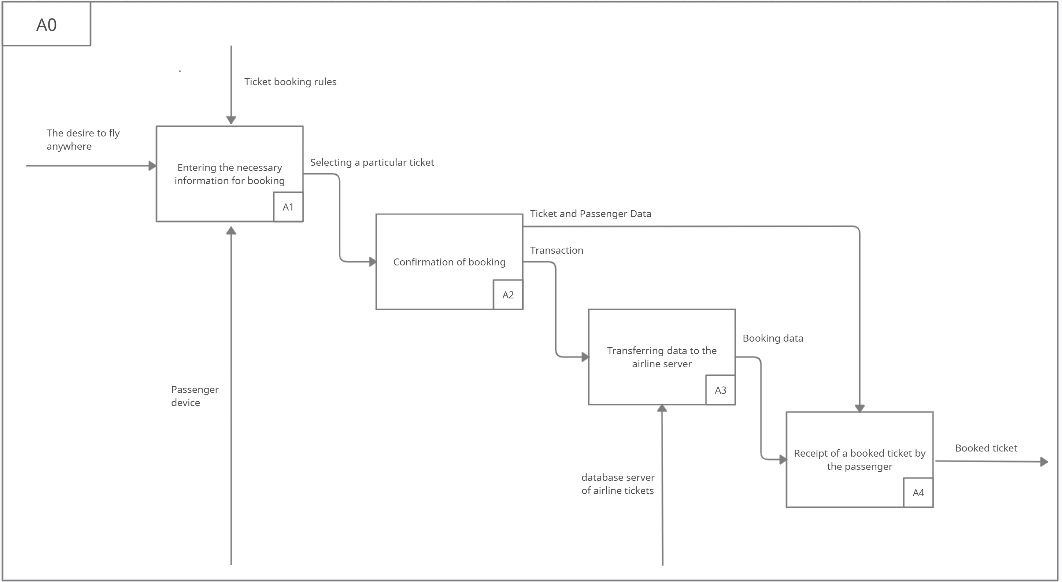 A0
Ticket booking rules
The desire to fly
anywhere
Entering the necessary
information for booking
A1
Selecting a particular ticket
Ticket and Passenger Data
Confirmation of booking
A2
Transaction
Transferring data to the
airline server
A3
Booking data
Passenger
device
Receipt of a booked ticket by
the passenger
A4
Booked ticket
database server
of airline tickets